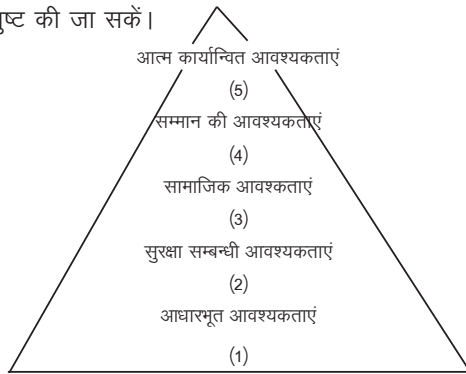 की जा सकें।
आत्म कार्यान्वित आवश्यकताएं
(5)
सम्मान की आवश्यकताएं
(4)
सामाजिक आवश्कताएं
(3)
सुरक्षा सम्बन्धी आवश्यकताएं
(2)
आधारभूत आवश्यकताएं
(1)